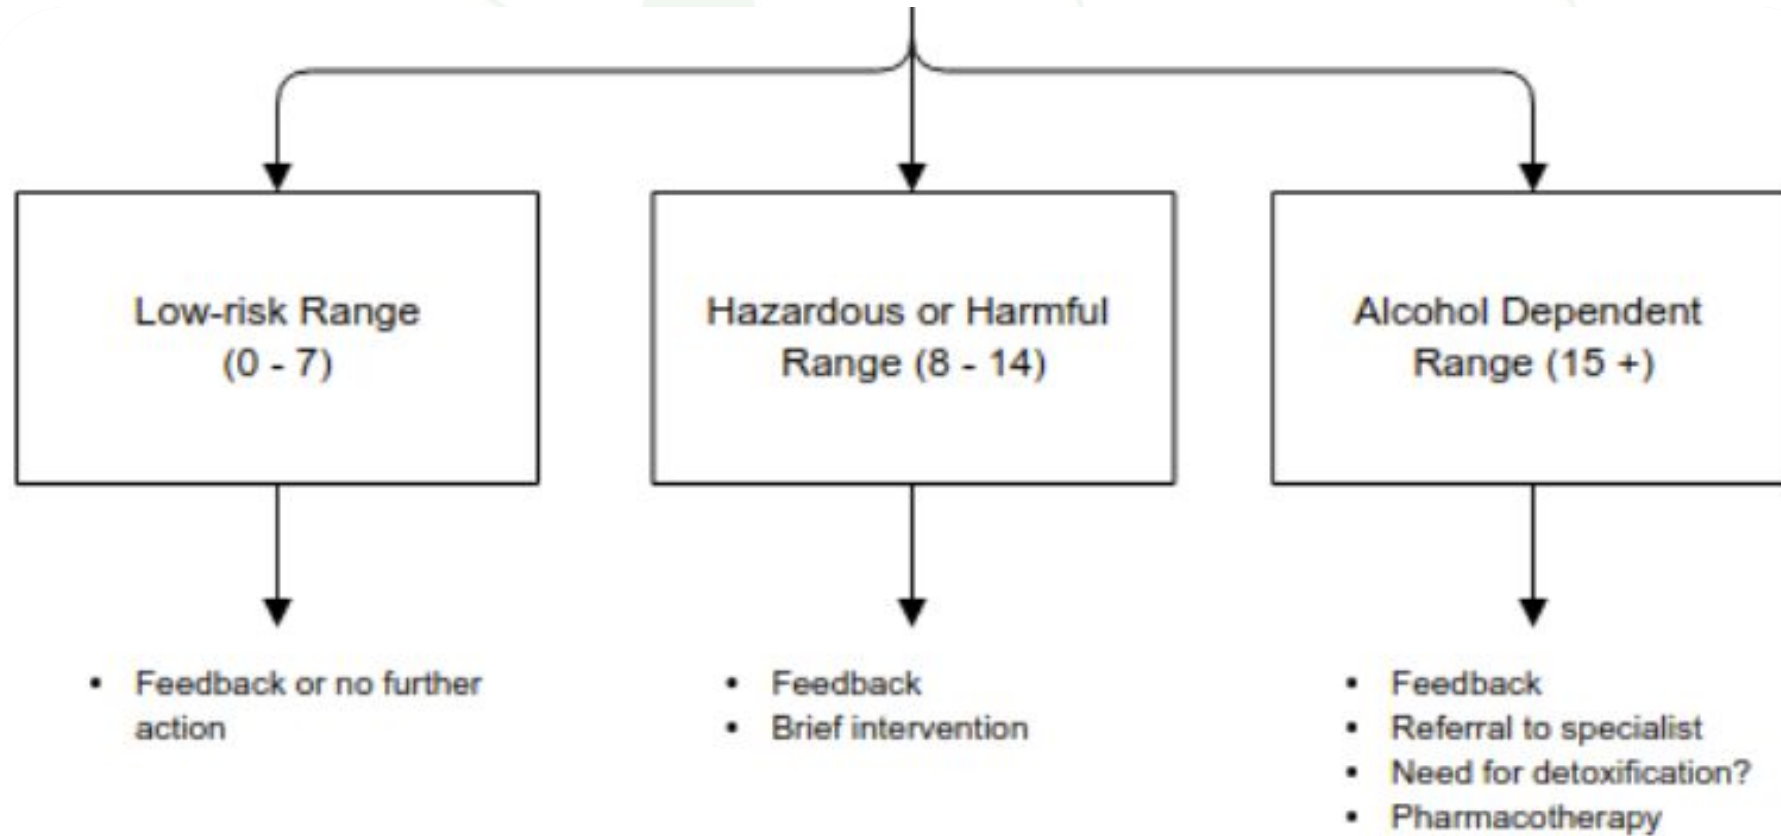 Low-risk Range
(0 - 7)
Hazardous or Harmful
Range (8 - 14)
Alcohol Dependent
Range (15 +)
• Feedback or no further
action
• Feedback
• Brief intervention
• Feedback
• Referral to specialist
• Need for detoxification?
• Pharmacotherapy